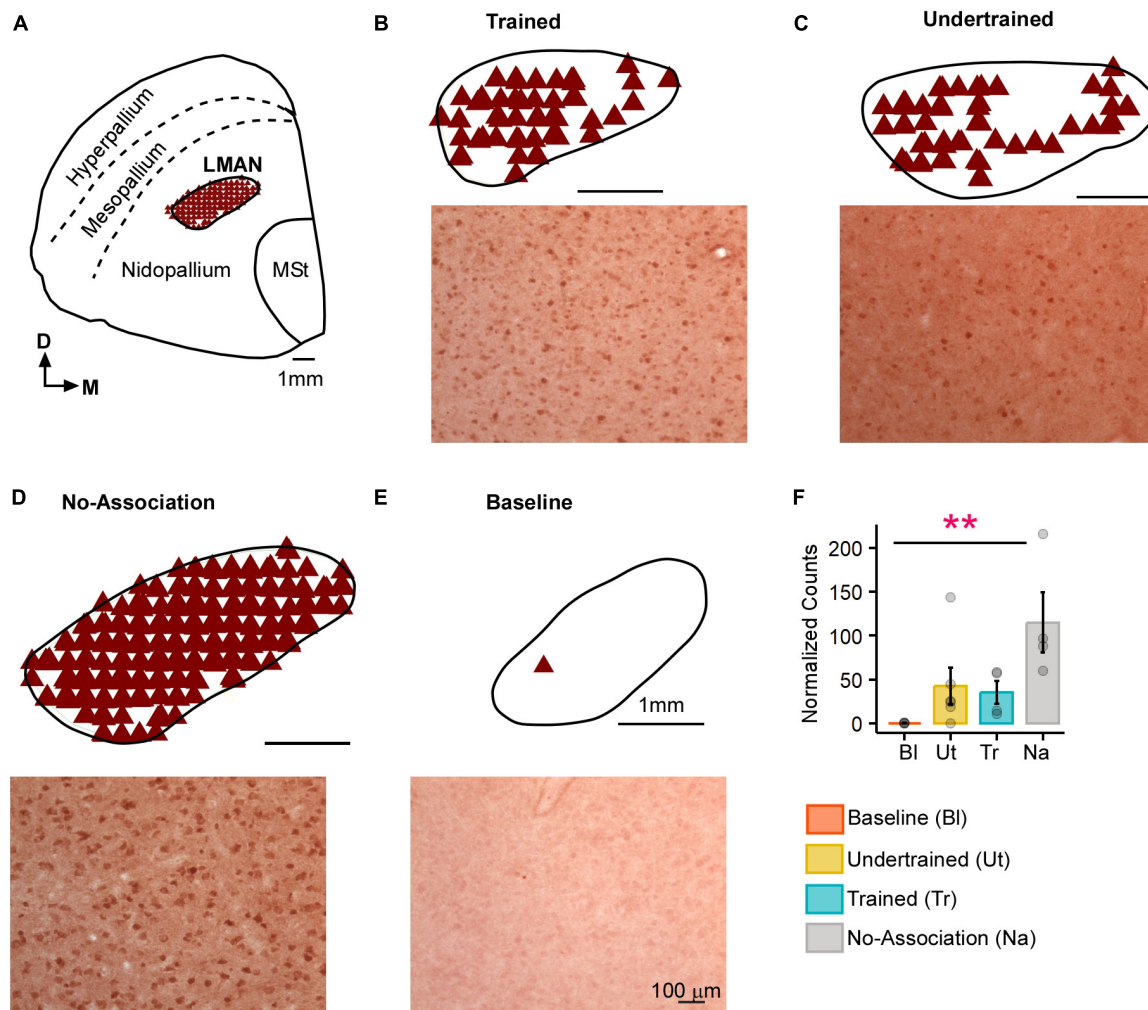 A
Hyperpallium
Mesopallium
LMAN
Nidopallium
MSt
D
M
1mm
B
Trained
C
Undertrained
D
No-Association
E
Baseline
1mm
100 μm
F
**
Normalized Counts
200
150
100
50
0
Bl
Ut
Tr
Na
Baseline (Bl)
Undertrained (Ut)
Trained (Tr)
No-Association (Na)